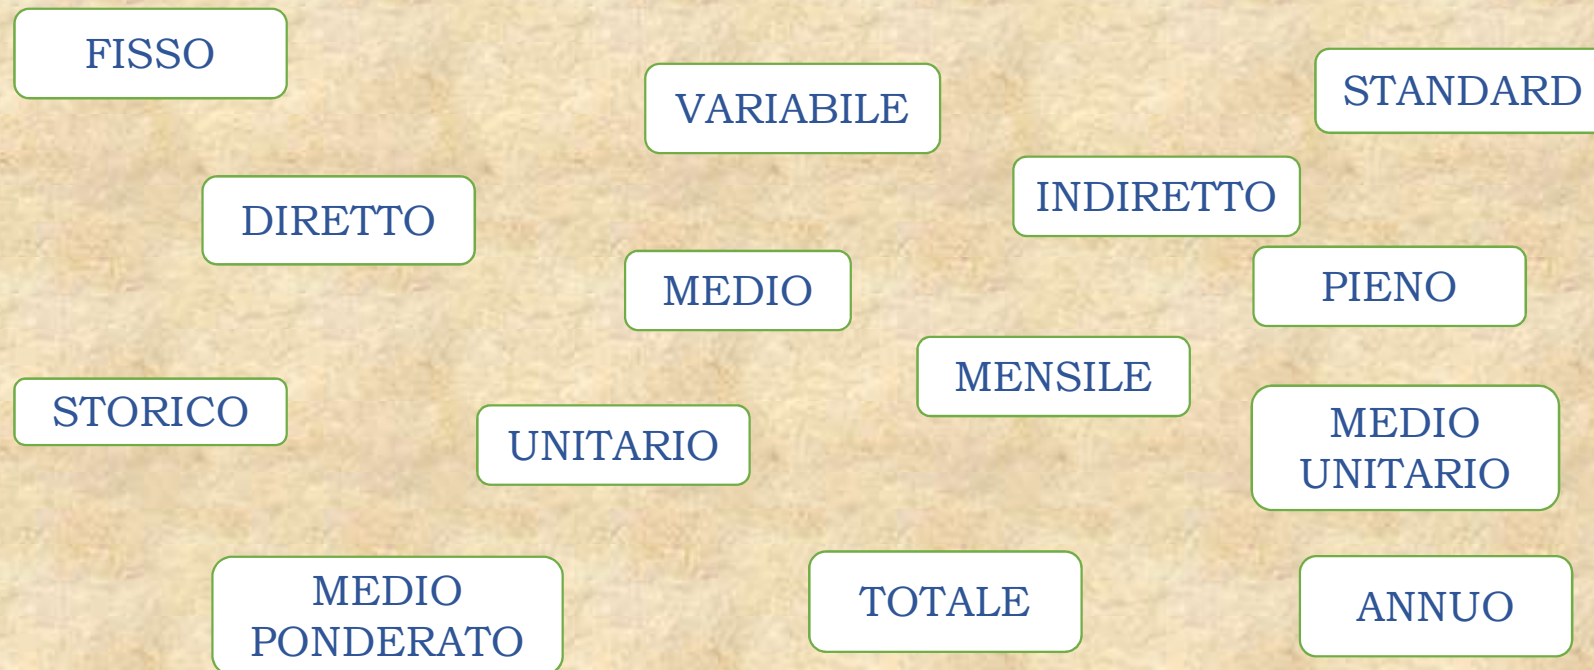 FISSO
VARIABILE
STANDARD
DIRETTO
INDIRETTO
MEDIO
PIENO
MENSILE
STORICO
UNITARIO
MEDIO
UNITARIO
MEDIO
PONDERATO
TOTALE
ANNUO